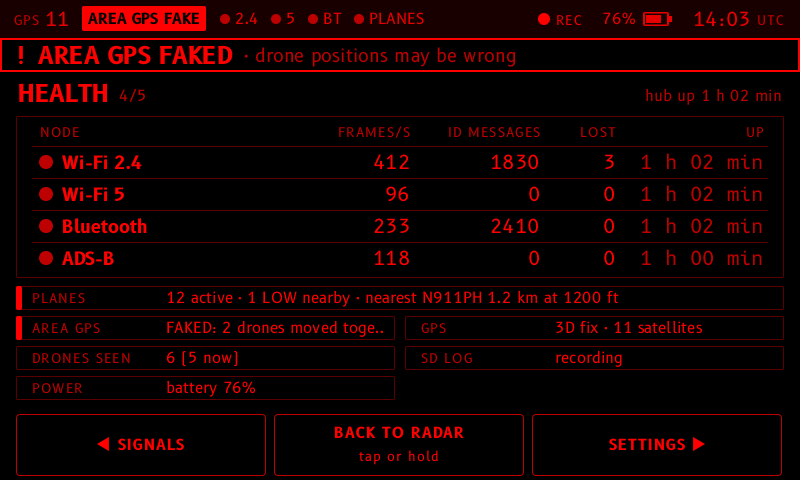 GPS 11 AREA GPS FAKE 2.4 5 BT PLANES REC 76% 14:03 UTC
! AREA GPS FAKED · drone positions may be wrong
HEALTH 4/5 hub up 1 h 02 min
NODE FRAMES/S ID MESSAGES LOST UP
Wi-Fi 2.4 412 1830 3 1 h 02 min
Wi-Fi 5 96 0 0 1 h 02 min
Bluetooth 233 2410 0 1 h 02 min
ADS-B 118 0 0 1 h 00 min
PLANES 12 active · 1 LOW nearby · nearest N911PH 1.2 km at 1200 ft
AREA GPS FAKED: 2 drones moved toge.. GPS 3D fix · 11 satellites
DRONES SEEN 6 [5 now] SD LOG recording
POWER battery 76%
◀ SIGNALS BACK TO RADAR SETTINGS ▶
tap or hold